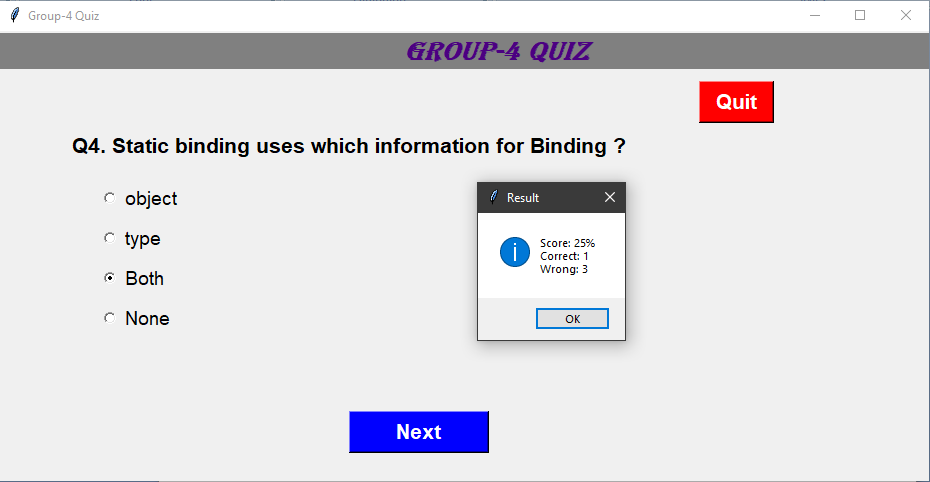 Group-4 Quiz
GROUP-4 QUIZ
Quit
Q4. Static binding uses which information for Binding ?
object
type
Both
None
Result
Score: 25%
Correct: 1
Wrong: 3
OK
Next